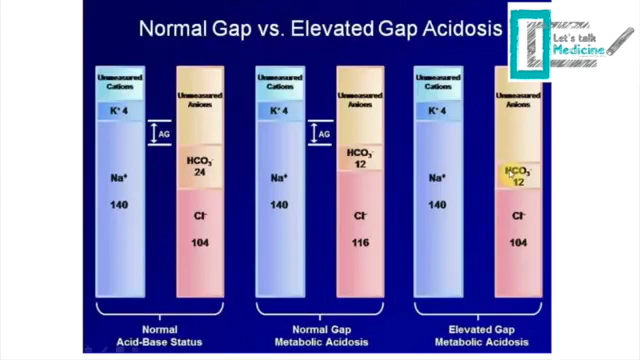 Normal Gap vs. Elevated Gap Acidosis
Let's talk
Medicine
Unmeasured
Cations
K⁺ 4
Na⁺
140
AG
Unmeasured
Anions
HCO₃⁻
24
Cl⁻
104
Normal
Acid-Base Status
Unmeasured
Cations
K⁺ 4
Na⁺
140
AG
Unmeasured
Anions
HCO₃⁻
12
Cl⁻
116
Normal Gap
Metabolic Acidosis
Unmeasured
Cations
K⁺ 4
Na⁺
140
Unmeasured
Anions
HCO₃⁻
12
Cl⁻
104
Elevated Gap
Metabolic Acidosis